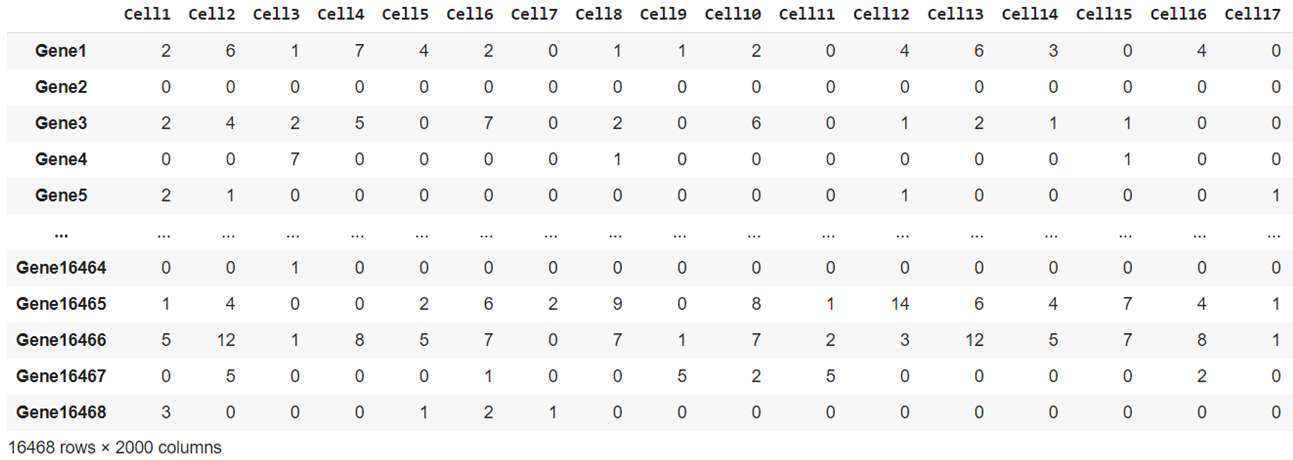 Cell1 Cell2 Cell3 Cell4 Cell5 Cell6 Cell7 Cell8 Cell9 Cell10 Cell11 Cell12 Cell13 Cell14 Cell15 Cell16 Cell17
Gene1 2 6 1 7 4 2 0 1 1 2 0 4 6 3 0 4 0
Gene2 0 0 0 0 0 0 0 0 0 0 0 0 0 0 0 0 0
Gene3 2 4 2 5 0 7 0 2 0 6 0 1 2 1 1 0 0
Gene4 0 0 7 0 0 0 0 1 0 0 0 0 0 0 1 0 0
Gene5 2 1 0 0 0 0 0 0 0 0 0 1 0 0 0 0 1
... ... ... ... ... ... ... ... ... ... ... ... ... ... ... ... ... ...
Gene16464 0 0 1 0 0 0 0 0 0 0 0 0 0 0 0 0 0
Gene16465 1 4 0 0 2 6 2 9 0 8 1 14 6 4 7 4 1
Gene16466 5 12 1 8 5 7 0 7 1 7 2 3 12 5 7 8 1
Gene16467 0 5 0 0 0 1 0 0 5 2 5 0 0 0 0 2 0
Gene16468 3 0 0 0 1 2 1 0 0 0 0 0 0 0 0 0 0
16468 rows × 2000 columns